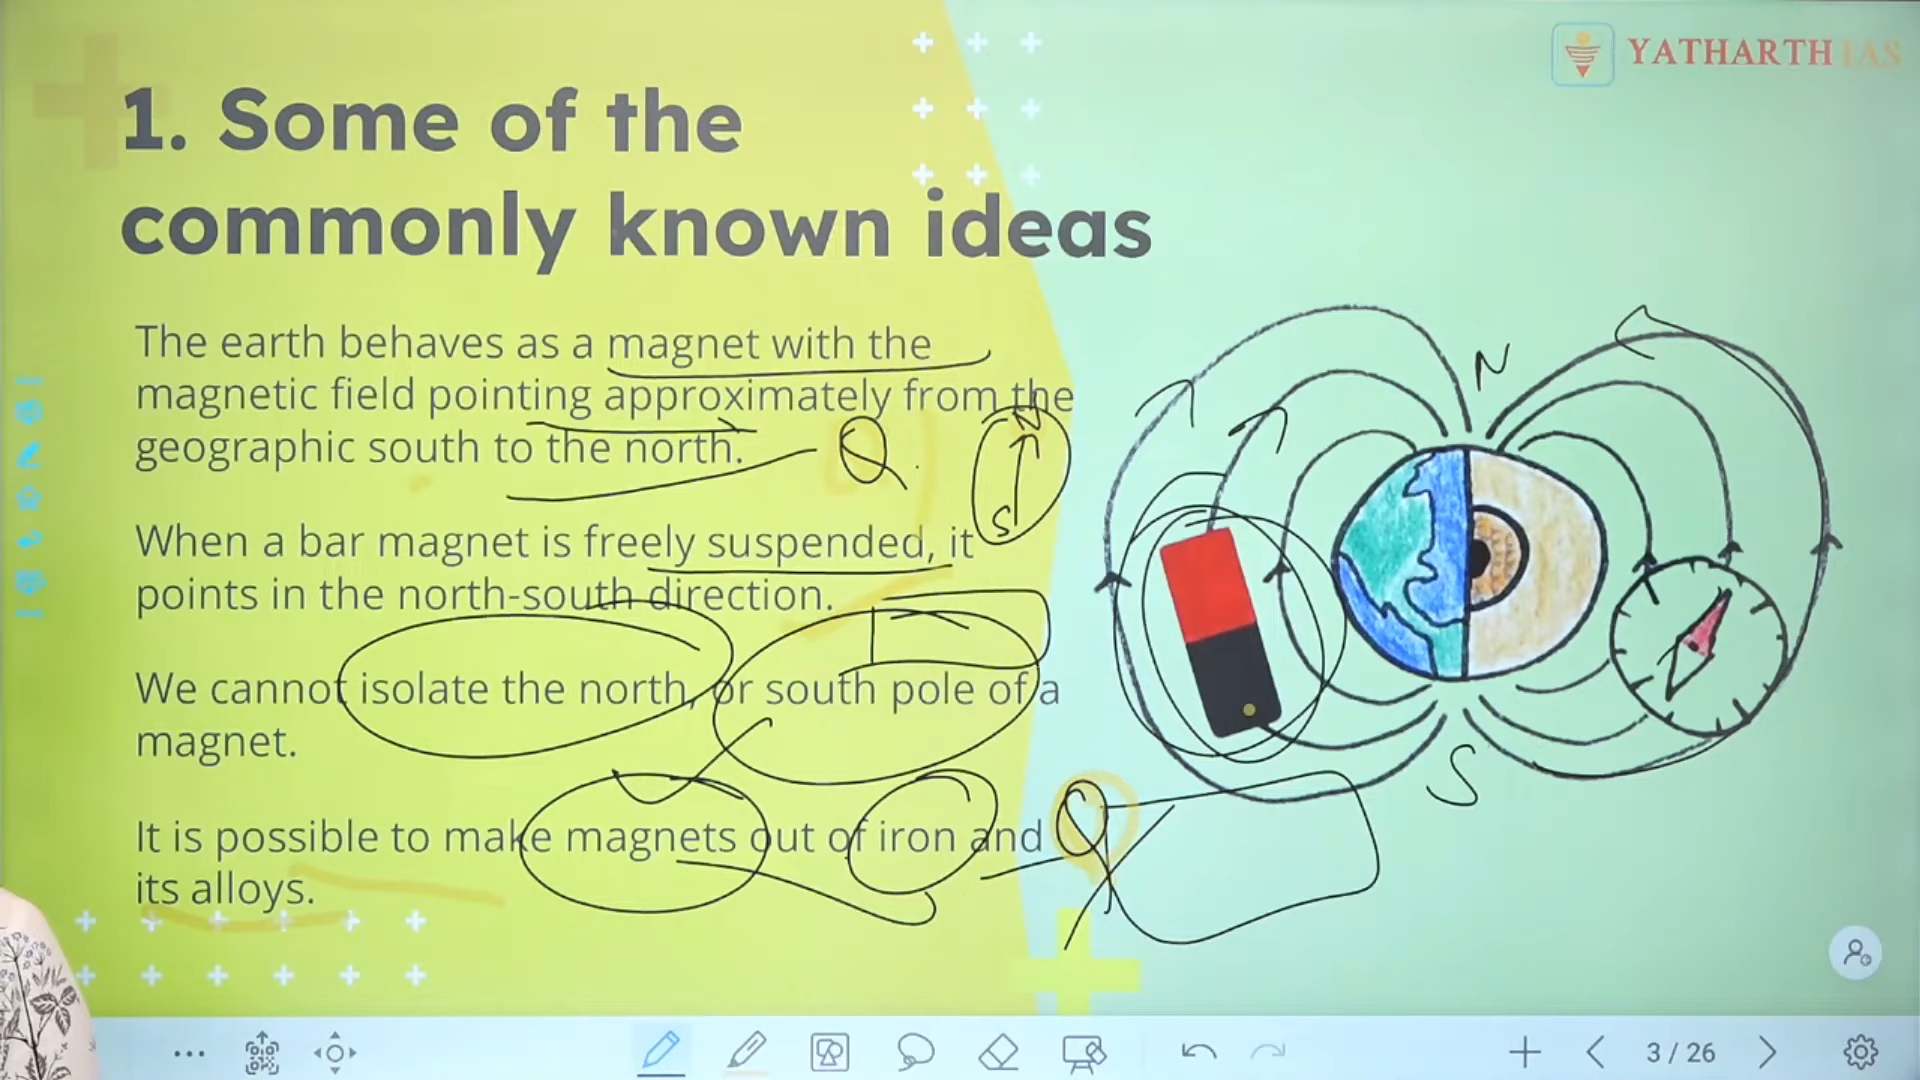 YATHARTH IAS
1. Some of the
commonly known ideas
The earth behaves as a magnet with the
magnetic field pointing approximately from the
geographic south to the north.
When a bar magnet is freely suspended, it
points in the north-south direction.
We cannot isolate the north, or south pole of a
magnet.
It is possible to make magnets out of iron and
its alloys.
N
S
N
S
Q
Q
3 / 26